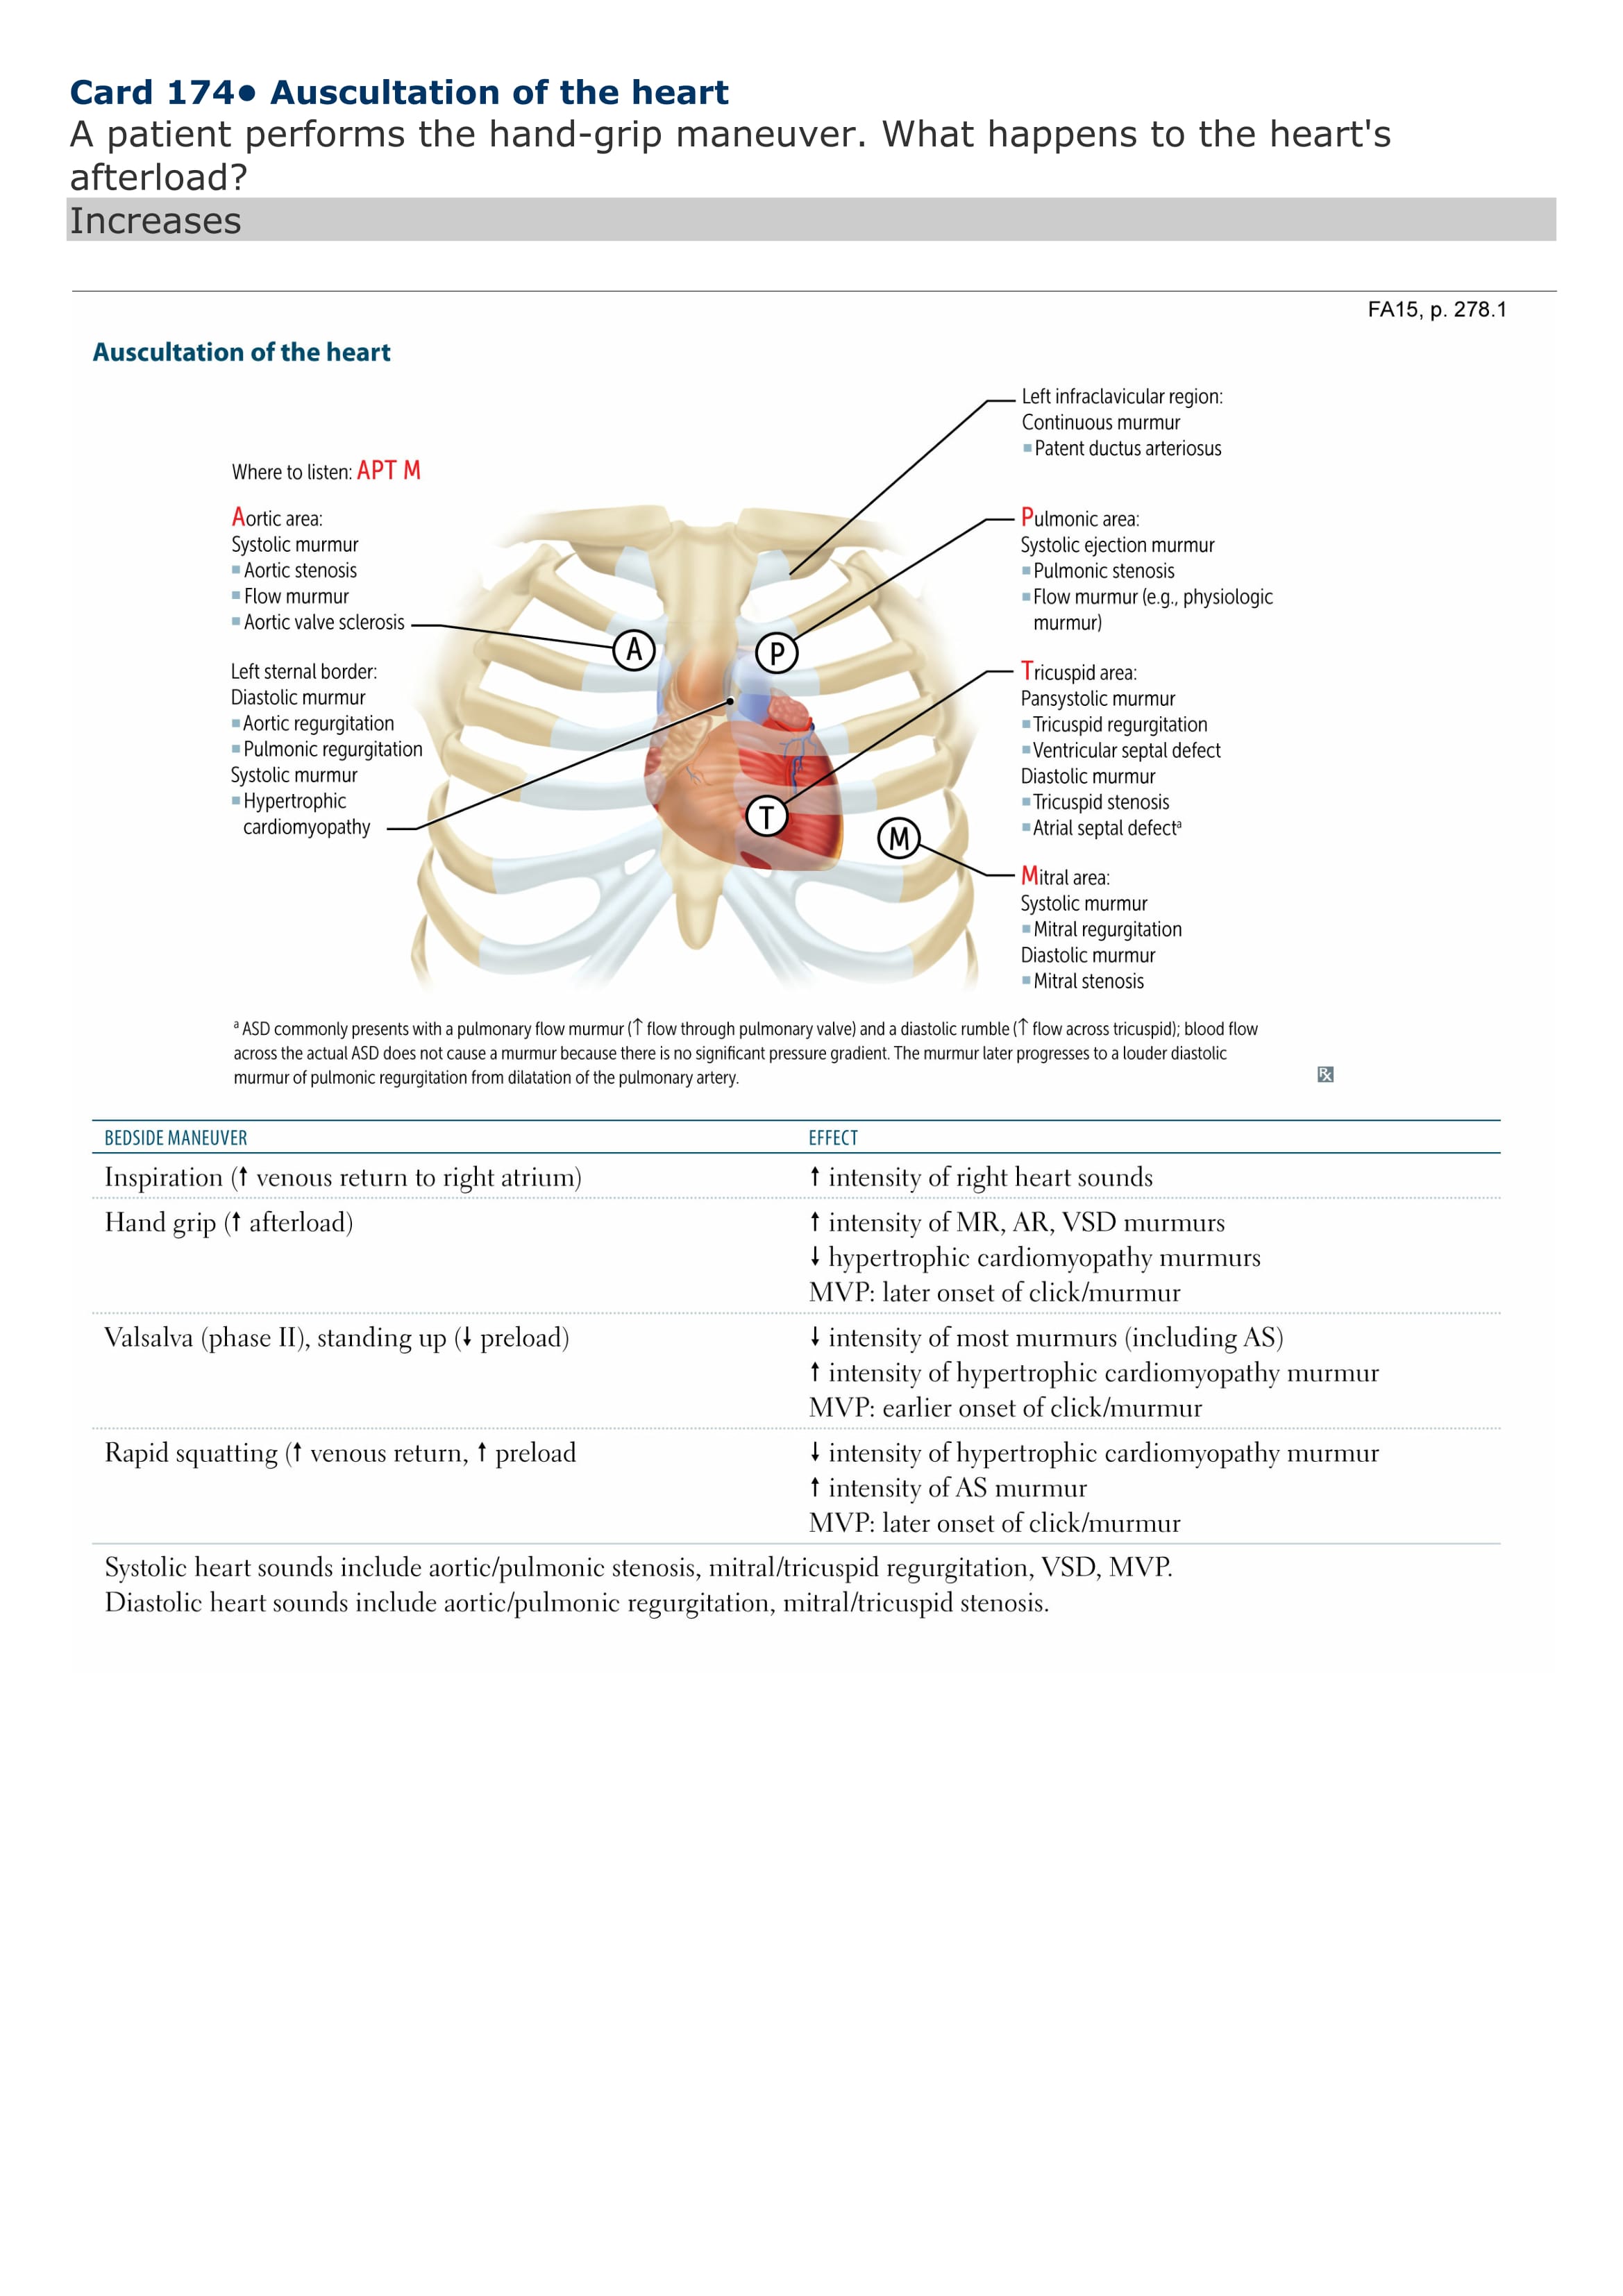 Card 174• Auscultation of the heart
A patient performs the hand-grip maneuver. What happens to the heart's
afterload?
Increases
FA15, p. 278.1
Auscultation of the heart
Where to listen: APT M
Aortic area:
Systolic murmur
▪ Aortic stenosis
▪ Flow murmur
▪ Aortic valve sclerosis
Left sternal border:
Diastolic murmur
▪ Aortic regurgitation
▪ Pulmonic regurgitation
Systolic murmur
▪ Hypertrophic
cardiomyopathy
A
P
T
M
Left infraclavicular region:
Continuous murmur
▪ Patent ductus arteriosus
Pulmonic area:
Systolic ejection murmur
▪ Pulmonic stenosis
▪ Flow murmur (e.g., physiologic
murmur)
Tricuspid area:
Pansystolic murmur
▪ Tricuspid regurgitation
▪ Ventricular septal defect
Diastolic murmur
▪ Tricuspid stenosis
▪ Atrial septal defectᵃ
Mitral area:
Systolic murmur
▪ Mitral regurgitation
Diastolic murmur
▪ Mitral stenosis
ᵃ ASD commonly presents with a pulmonary flow murmur (↑ flow through pulmonary valve) and a diastolic rumble (↑ flow across tricuspid); blood flow
across the actual ASD does not cause a murmur because there is no significant pressure gradient. The murmur later progresses to a louder diastolic
murmur of pulmonic regurgitation from dilatation of the pulmonary artery.
Rx
BEDSIDE MANEUVER EFFECT
Inspiration (↑ venous return to right atrium) ↑ intensity of right heart sounds
Hand grip (↑ afterload) ↑ intensity of MR, AR, VSD murmurs
↓ hypertrophic cardiomyopathy murmurs
MVP: later onset of click/murmur
Valsalva (phase II), standing up (↓ preload) ↓ intensity of most murmurs (including AS)
↑ intensity of hypertrophic cardiomyopathy murmur
MVP: earlier onset of click/murmur
Rapid squatting (↑ venous return, ↑ preload ↓ intensity of hypertrophic cardiomyopathy murmur
↑ intensity of AS murmur
MVP: later onset of click/murmur
Systolic heart sounds include aortic/pulmonic stenosis, mitral/tricuspid regurgitation, VSD, MVP.
Diastolic heart sounds include aortic/pulmonic regurgitation, mitral/tricuspid stenosis.